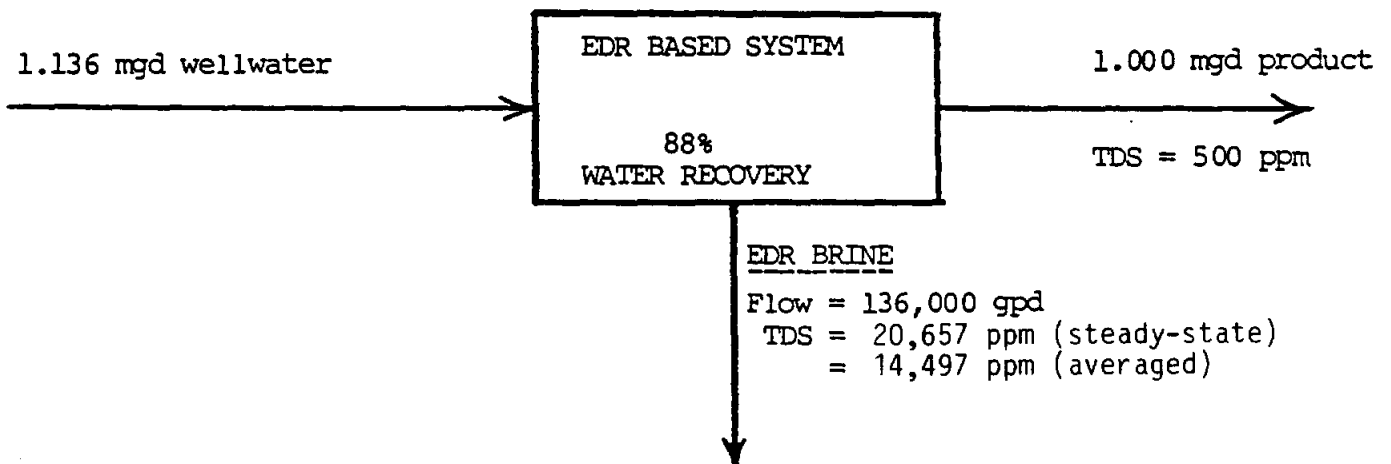 1.136 mgd wellwater
EDR BASED SYSTEM
88%
WATER RECOVERY
1.000 mgd product
TDS = 500 ppm
EDR BRINE
Flow = 136,000 gpd
TDS = 20,657 ppm (steady-state)
= 14,497 ppm (averaged)